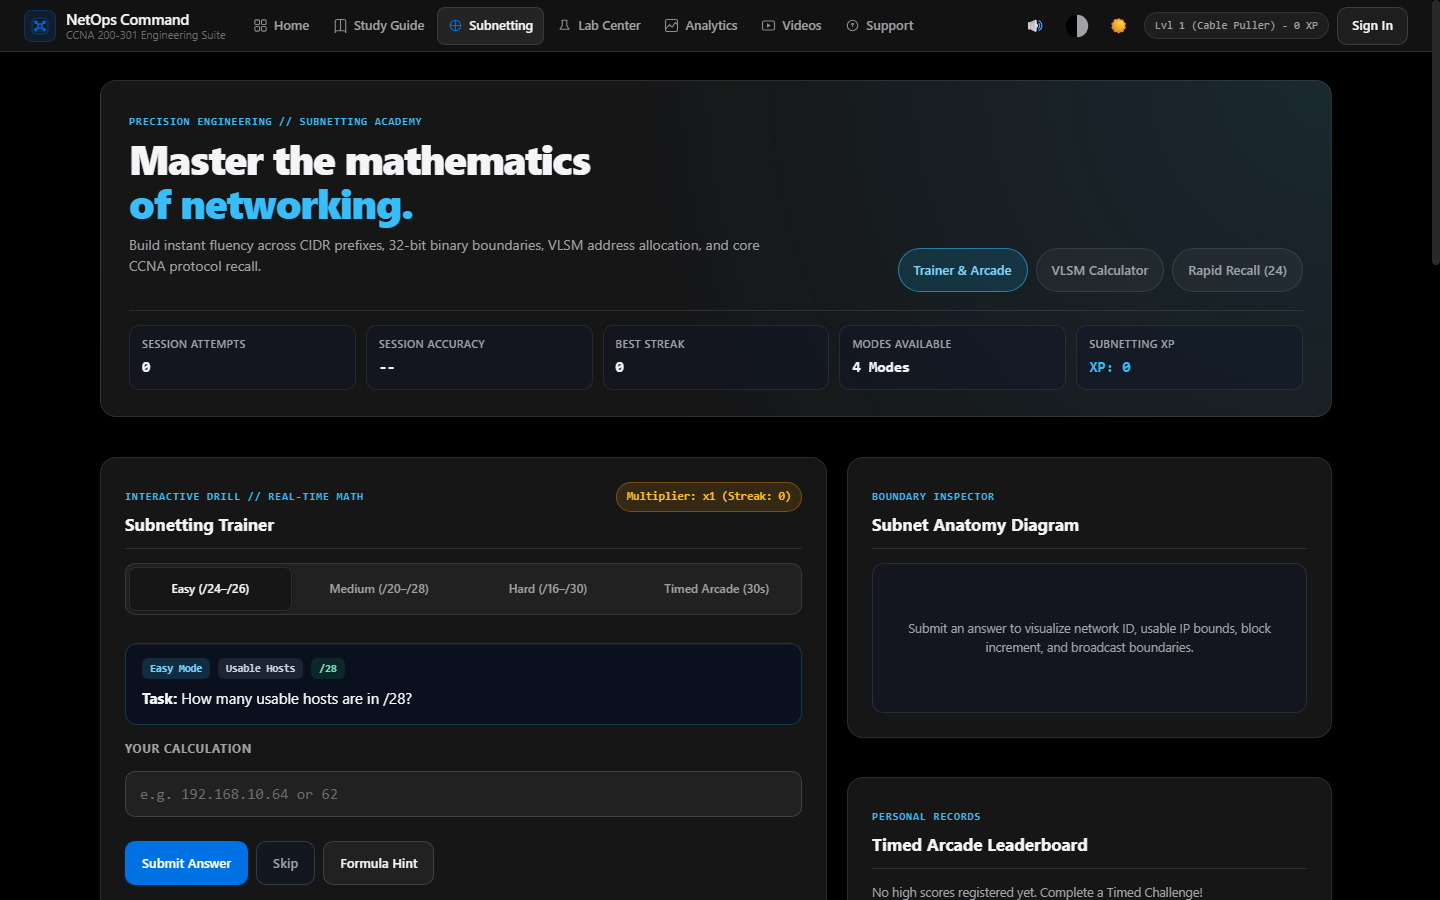 NetOps Command
CCNA 200-301 Engineering Suite
Home
Study Guide
Subnetting
Lab Center
Analytics
Videos
Support
Lvl 1 (Cable Puller) - 0 XP
Sign In
PRECISION ENGINEERING // SUBNETTING ACADEMY
Master the mathematics
of networking.
Build instant fluency across CIDR prefixes, 32-bit binary boundaries, VLSM address allocation, and core
CCNA protocol recall.
Trainer & Arcade
VLSM Calculator
Rapid Recall (24)
SESSION ATTEMPTS
0
SESSION ACCURACY
--
BEST STREAK
0
MODES AVAILABLE
4 Modes
SUBNETTING XP
XP: 0
INTERACTIVE DRILL // REAL-TIME MATH
Subnetting Trainer
Multiplier: x1 (Streak: 0)
Easy (/24–/26)
Medium (/20–/28)
Hard (/16–/30)
Timed Arcade (30s)
Easy Mode
Usable Hosts
/28
Task: How many usable hosts are in /28?
YOUR CALCULATION
e.g. 192.168.10.64 or 62
Submit Answer
Skip
Formula Hint
BOUNDARY INSPECTOR
Subnet Anatomy Diagram
Submit an answer to visualize network ID, usable IP bounds, block
increment, and broadcast boundaries.
PERSONAL RECORDS
Timed Arcade Leaderboard
No high scores registered yet. Complete a Timed Challenge!